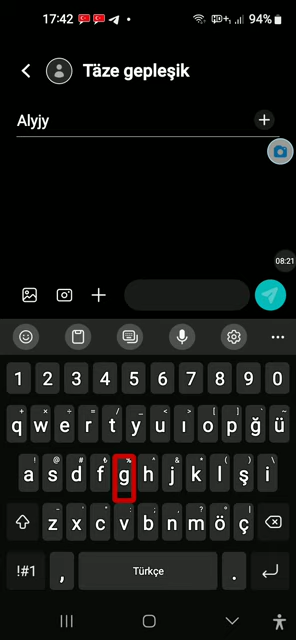 17:42
94%
Täze gepleşik
Alyjy
08:21
1 2 3 4 5 6 7 8 9 0
q w e r t y u ı o p ğ ü
a s d f g h j k l ş i
z x c v b n m ö ç
!#1 , Türkçe .